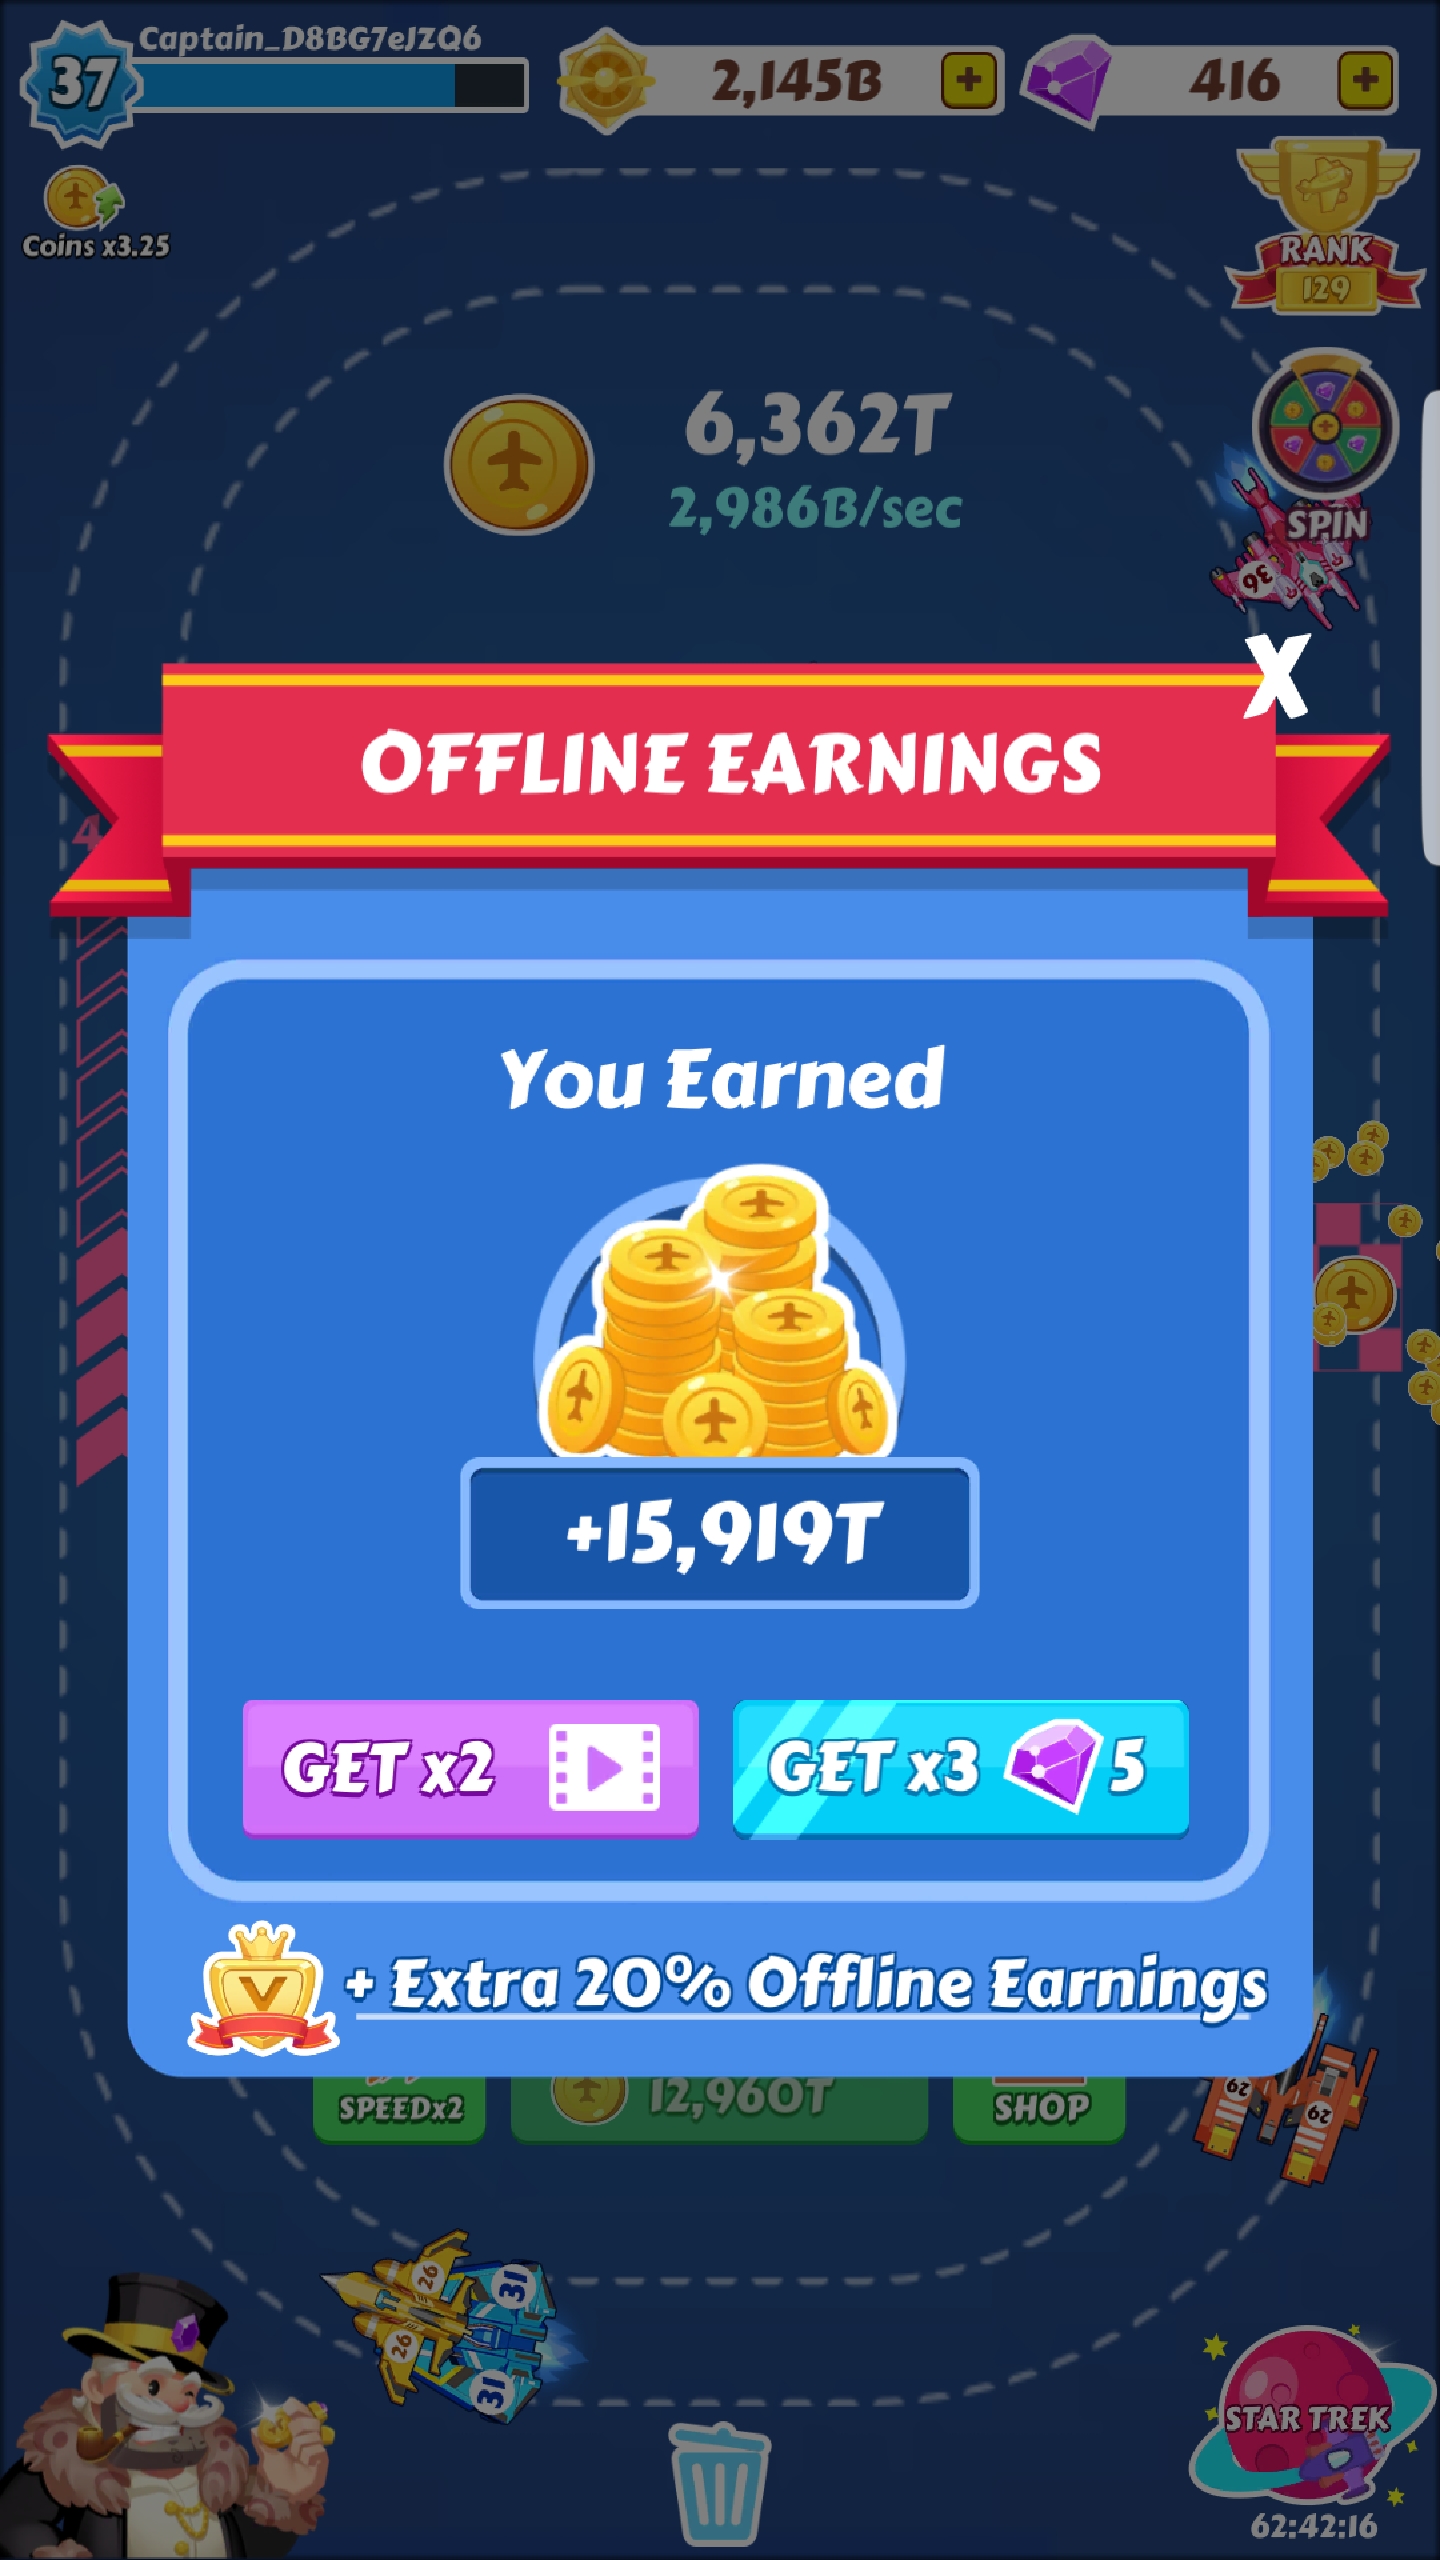 Captain_D8BG7eJZQ6
37
2,145B
416
Coins x3.25
RANK
129
6,362T
2,986B/sec
SPIN
36
X
OFFLINE EARNINGS
4
You Earned
+15,919T
GET x2
GET x3 5
V + Extra 20% Offline Earnings
SPEEDx2
12,960T
SHOP
29
29
26
31
26
31
STAR TREK
62:42:16